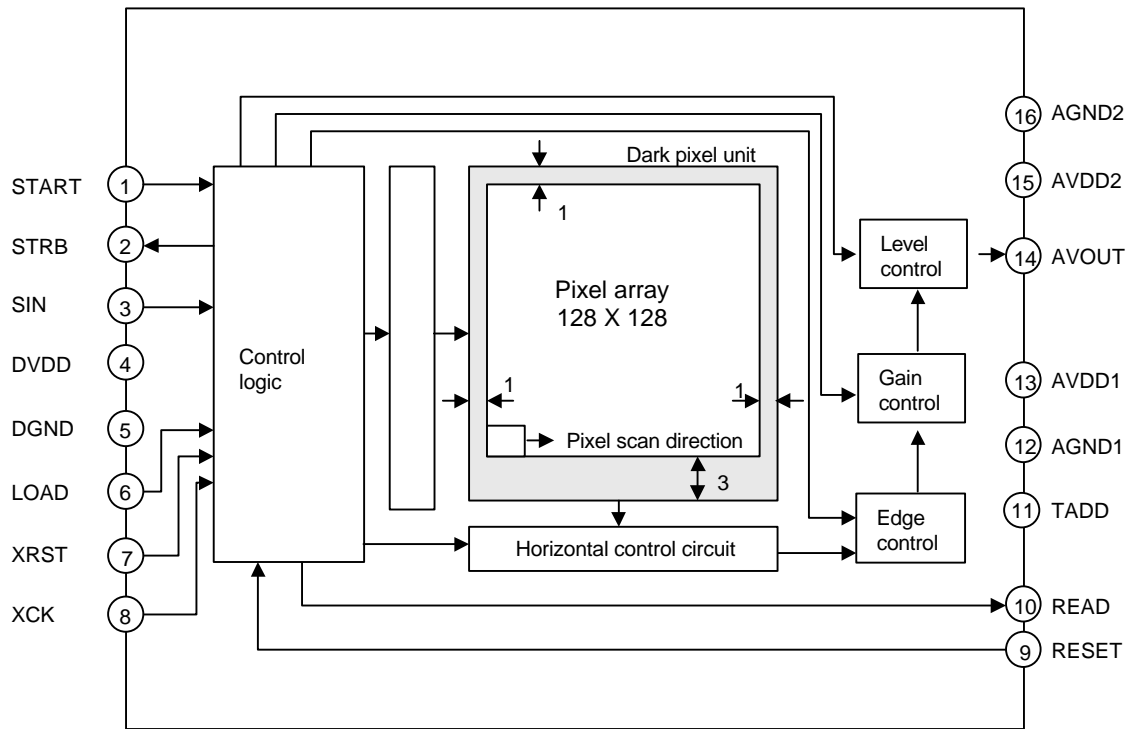 START 1
STRB 2
SIN 3
DVDD 4
DGND 5
LOAD 6
XRST 7
XCK 8
Control
logic
Dark pixel unit
1
Pixel array
128 X 128
1
1
Pixel scan direction
3
Horizontal control circuit
Level
control
Gain
control
Edge
control
16 AGND2
15 AVDD2
14 AVOUT
13 AVDD1
12 AGND1
11 TADD
10 READ
9 RESET